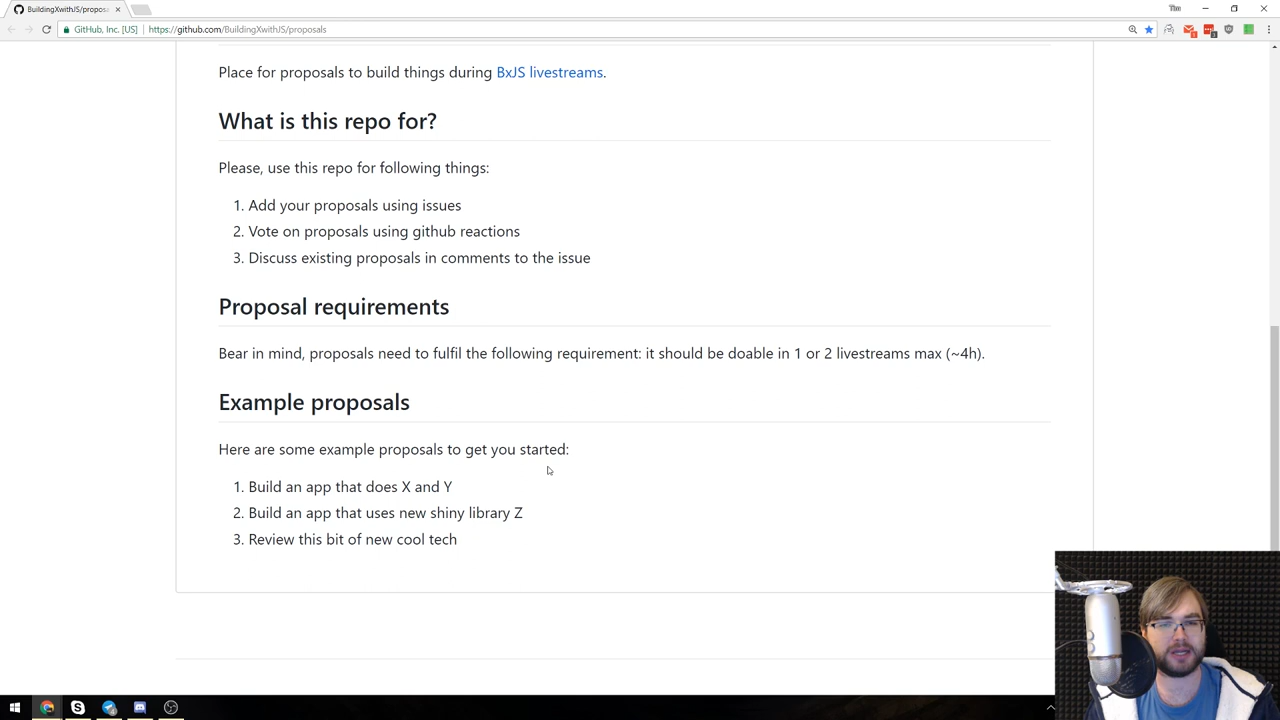 BuildingXwithJS/propos
Tim
GitHub, Inc. [US]
https://github.com/BuildingXwithJS/proposals
Place for proposals to build things during BxJS livestreams.
What is this repo for?
Please, use this repo for following things:
1. Add your proposals using issues
2. Vote on proposals using github reactions
3. Discuss existing proposals in comments to the issue
Proposal requirements
Bear in mind, proposals need to fulfil the following requirement: it should be doable in 1 or 2 livestreams max (~4h).
Example proposals
Here are some example proposals to get you started:
1. Build an app that does X and Y
2. Build an app that uses new shiny library Z
3. Review this bit of new cool tech